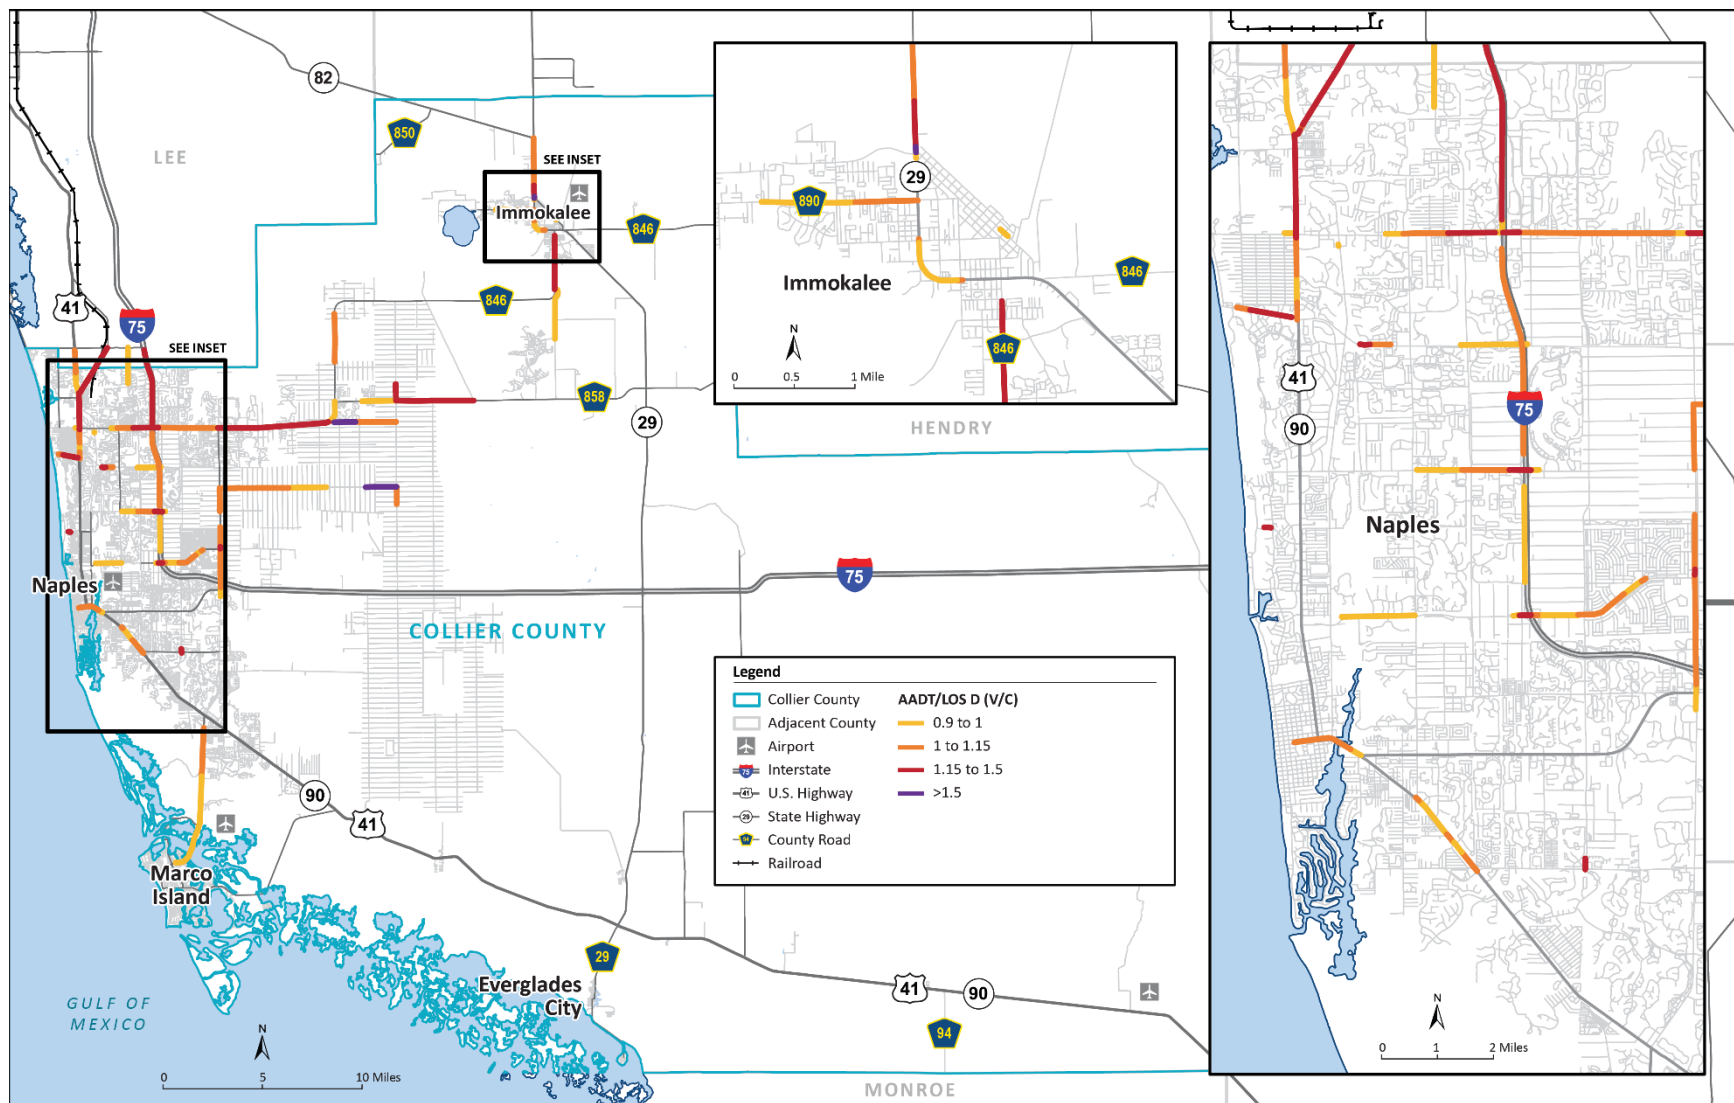 82
850
LEE
SEE INSET
Immokalee
846
846
41
75
SEE INSET
858
29
HENDRY
75
Naples
COLLIER COUNTY
90
41
Marco
Island
29
Everglades
City
41
90
94
GULF OF
MEXICO
N
0 5 10 Miles
MONROE
29
890
Immokalee
846
846
N
0 0.5 1 Mile
Legend
Collier County
Adjacent County
Airport
75 Interstate
41 U.S. Highway
29 State Highway
County Road
Railroad
AADT/LOS D (V/C)
0.9 to 1
1 to 1.15
1.15 to 1.5
>1.5
41
90
75
Naples
N
0 1 2 Miles